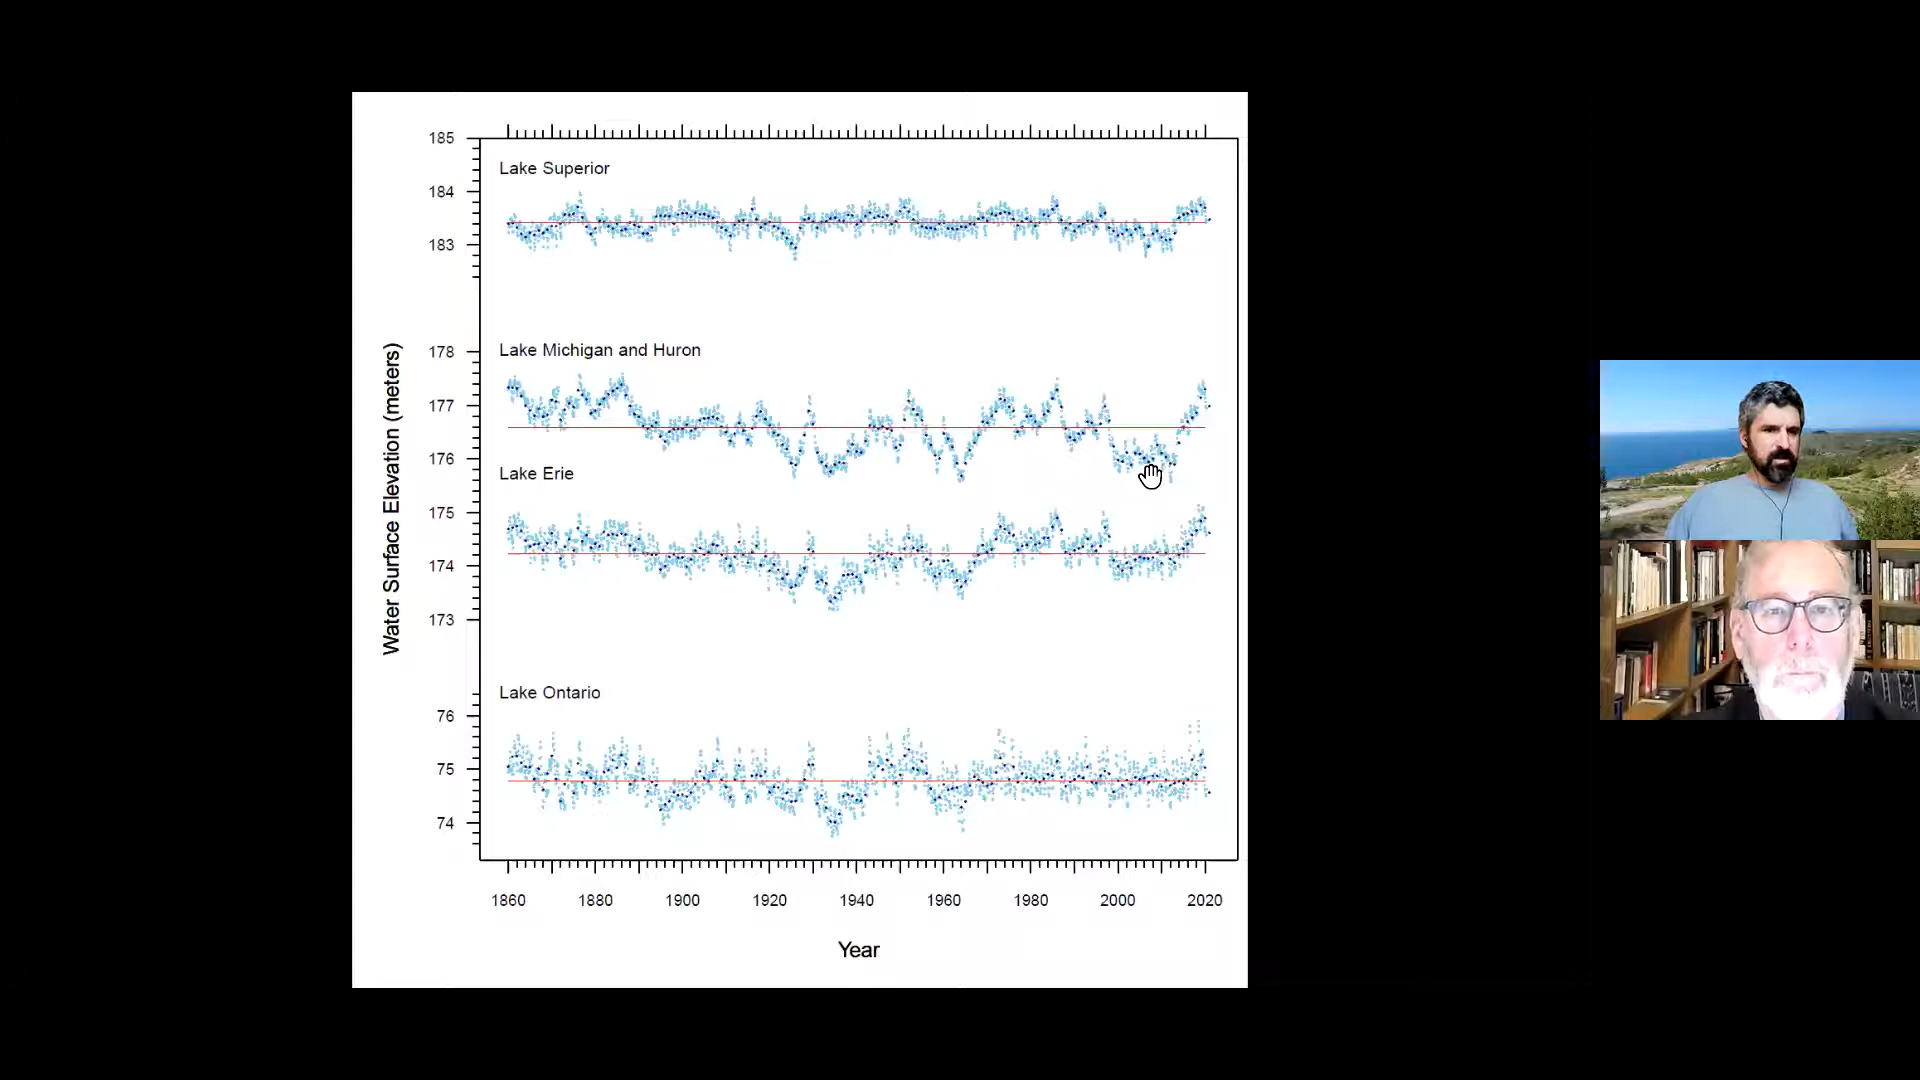 185
Lake Superior
184
183
178
Lake Michigan and Huron
177
176
Lake Erie
175
174
173
Lake Ontario
76
75
74
Water Surface Elevation (meters)
1860 1880 1900 1920 1940 1960 1980 2000 2020
Year